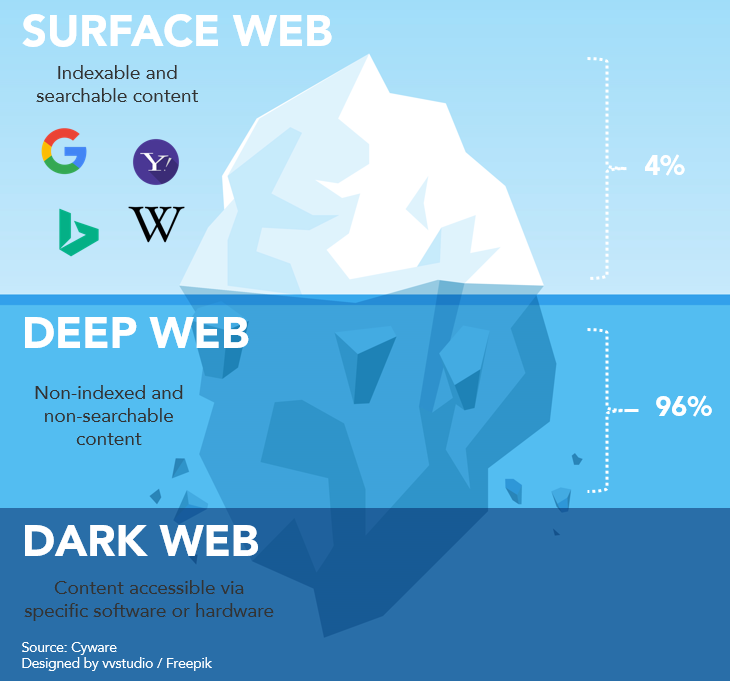 SURFACE WEB
Indexable and
searchable content
Y!
W
4%
DEEP WEB
Non-indexed and
non-searchable
content
96%
DARK WEB
Content accessible via
specific software or hardware
Source: Cyware
Designed by vvstudio / Freepik